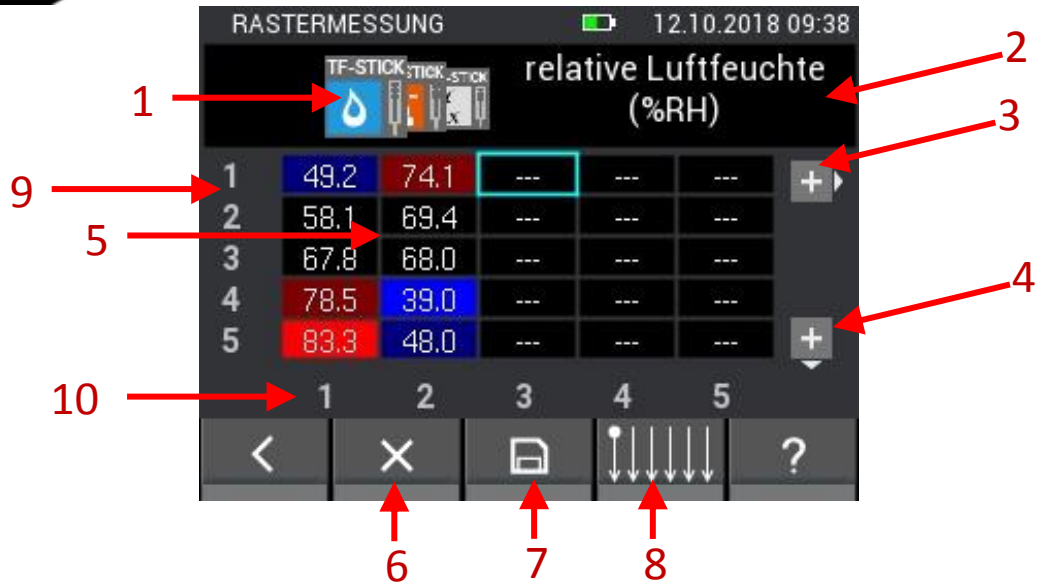 RASTERMESSUNG 12.10.2018 09:38
2
TF-STICK STICK -STICK relative Luftfeuchte
1 x (%RH)
3
1 49.2 74.1 --- --- --- +
9
2 58.1 69.4 --- --- ---
5
3 67.8 68.0 --- --- ---
4
4 78.5 39.0 --- --- ---
5 83.3 48.0 --- --- --- +
10 1 2 3 4 5
< × ?
6 7 8